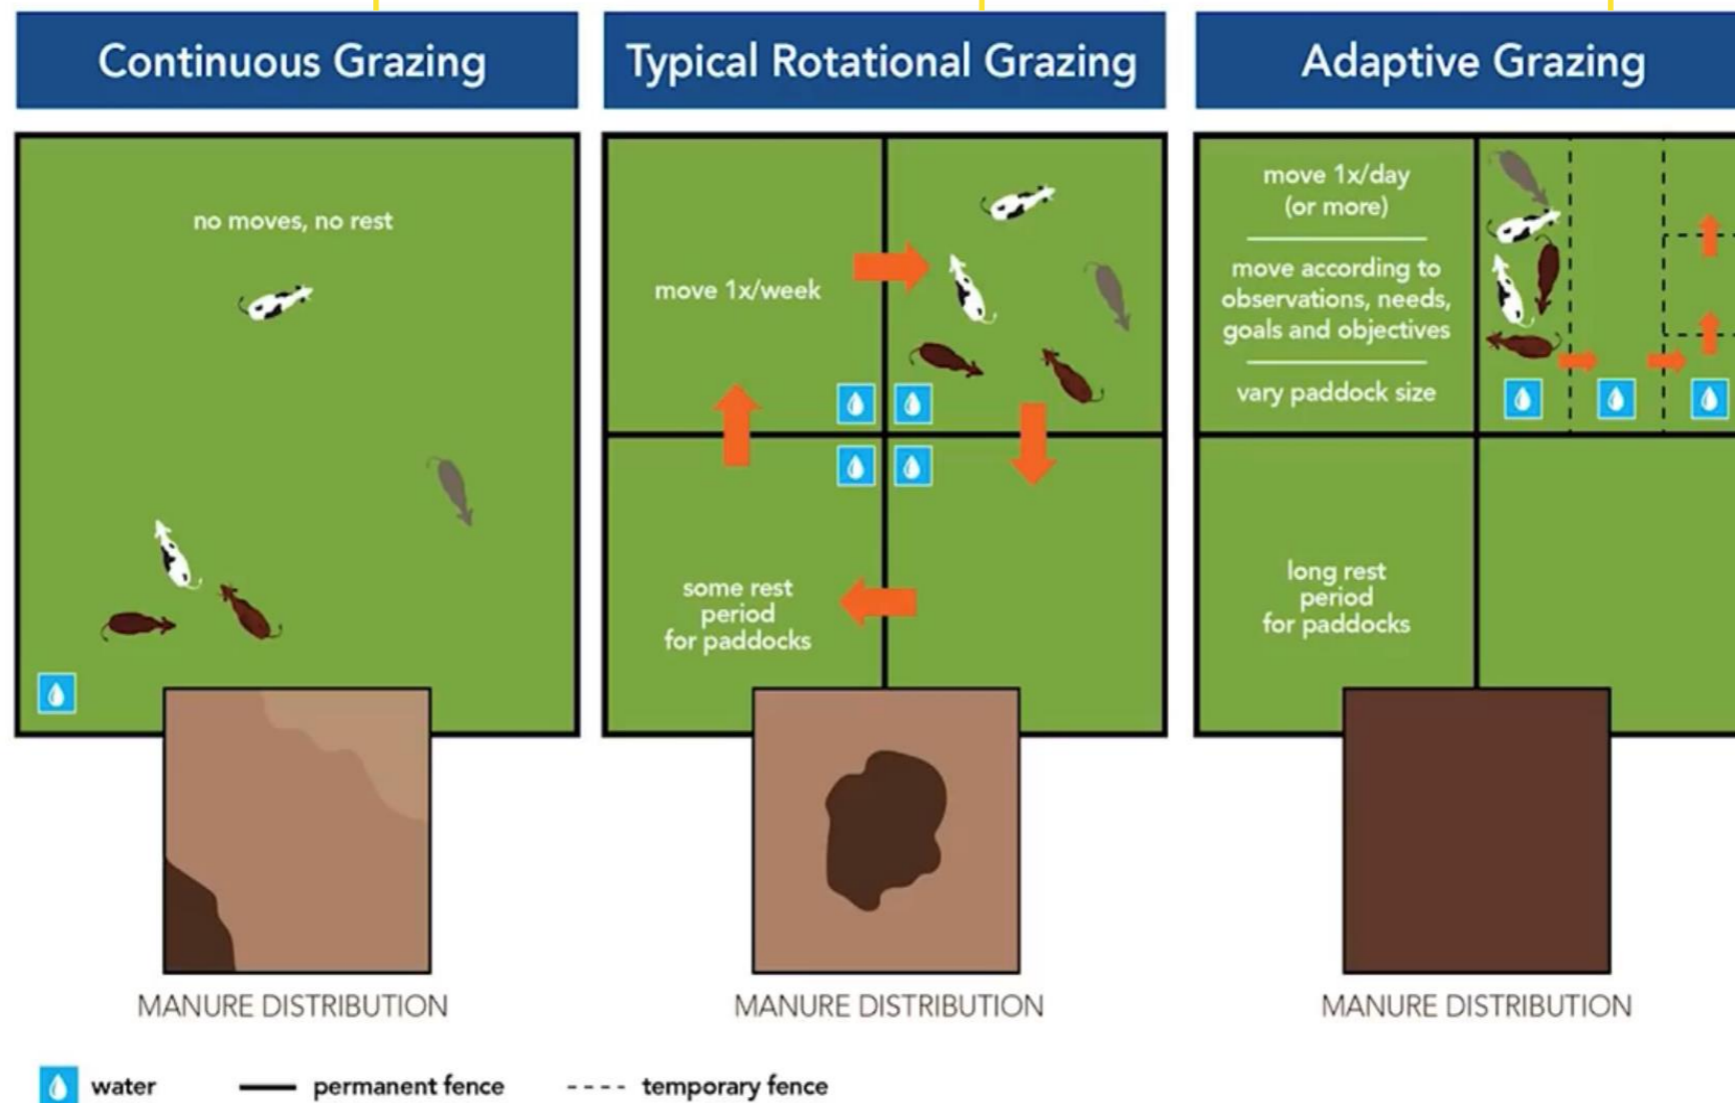 Continuous Grazing
Typical Rotational Grazing
Adaptive Grazing
no moves, no rest
move 1x/week
some rest
period
for paddocks
move 1x/day
(or more)
move according to
observations, needs,
goals and objectives
vary paddock size
long rest
period
for paddocks
MANURE DISTRIBUTION
MANURE DISTRIBUTION
MANURE DISTRIBUTION
water
permanent fence
temporary fence